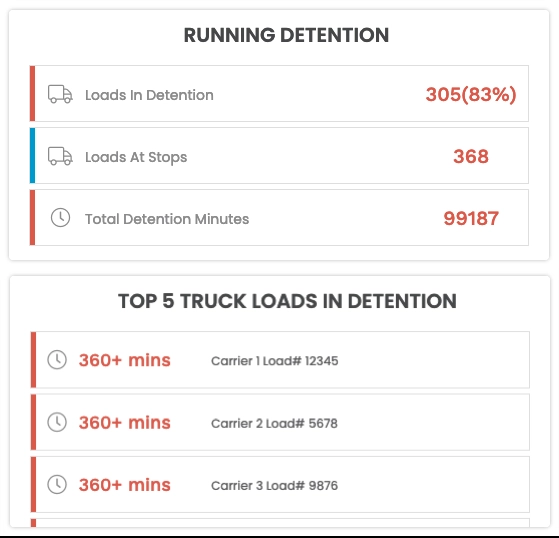 RUNNING DETENTION
Loads In Detention 305(83%)
Loads At Stops 368
Total Detention Minutes 99187
TOP 5 TRUCK LOADS IN DETENTION
360+ mins Carrier 1 Load# 12345
360+ mins Carrier 2 Load# 5678
360+ mins Carrier 3 Load# 9876